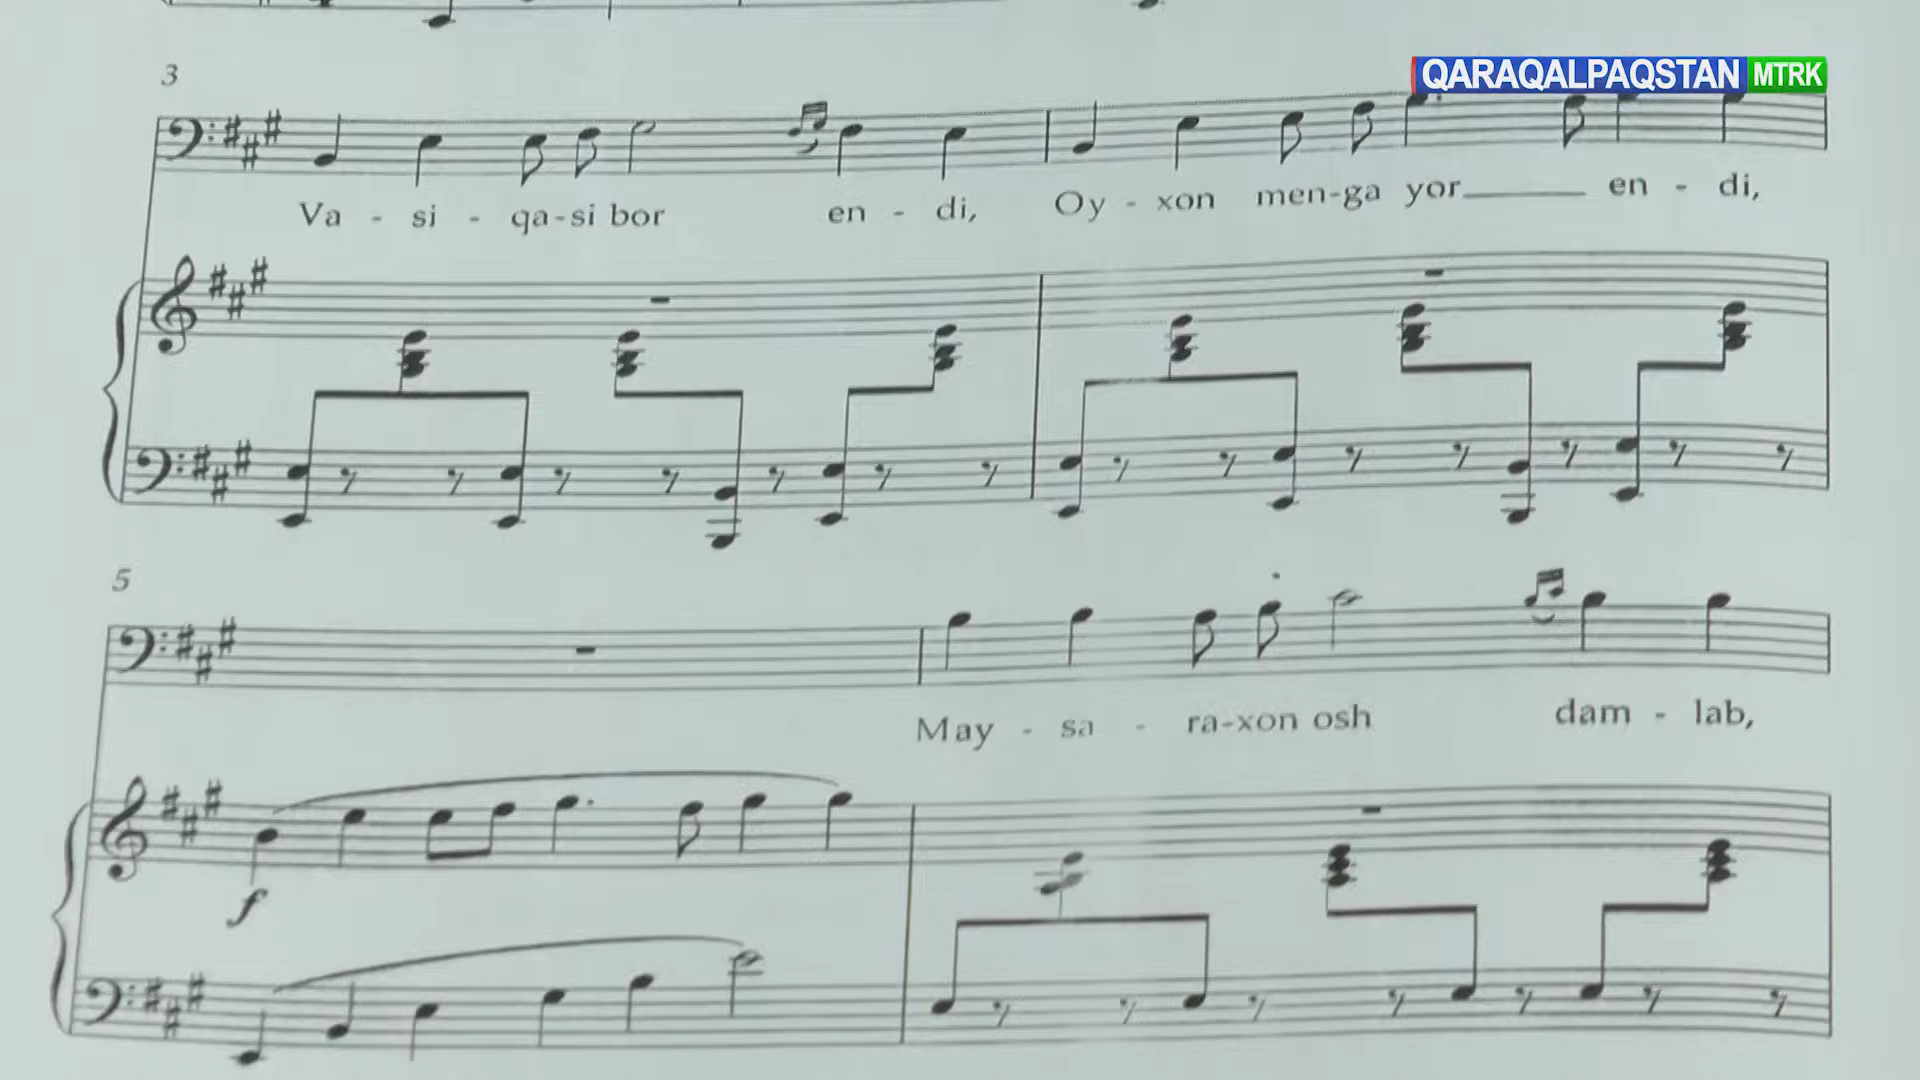 QARAQALPAQSTAN MTRK
3
Va - si - qa-si bor en - di, Oy - xon men-ga yor en - di,
5
May - sa - ra-xon osh dam - lab,
f